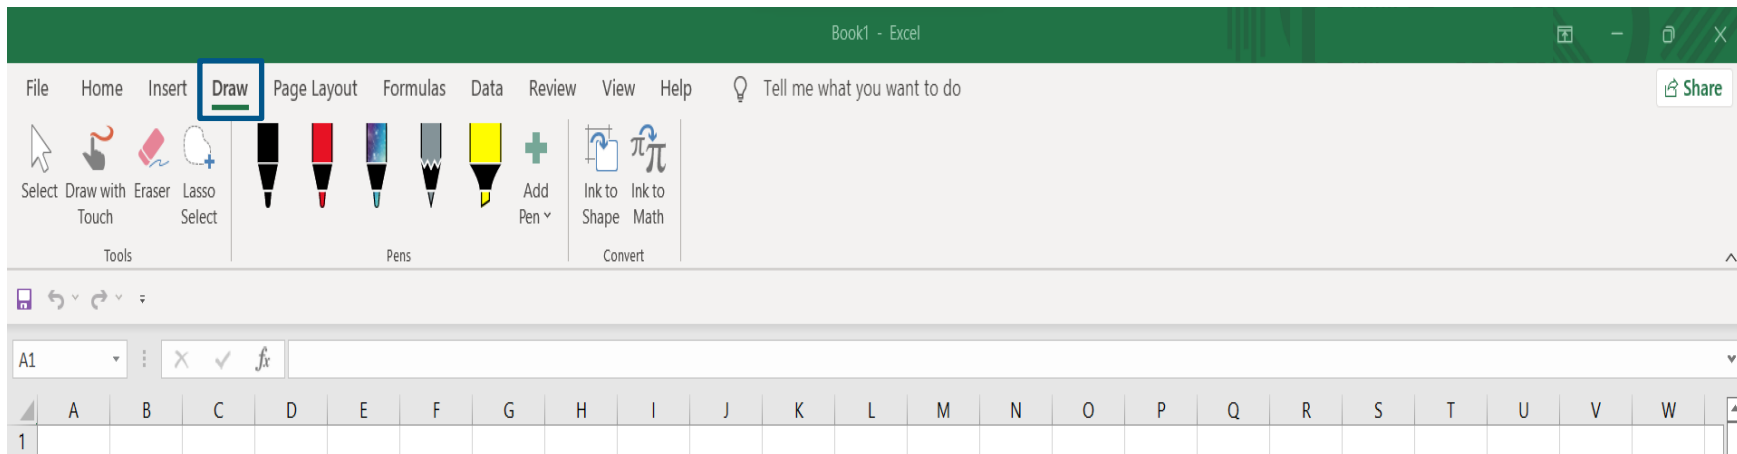 Book1 - Excel
File Home Insert Draw Page Layout Formulas Data Review View Help Tell me what you want to do Share
Select Draw with Eraser Lasso Add Ink to Ink to
Touch Select Pen Shape Math
Tools Pens Convert
A1 fx
A B C D E F G H I J K L M N O P Q R S T U V W
1